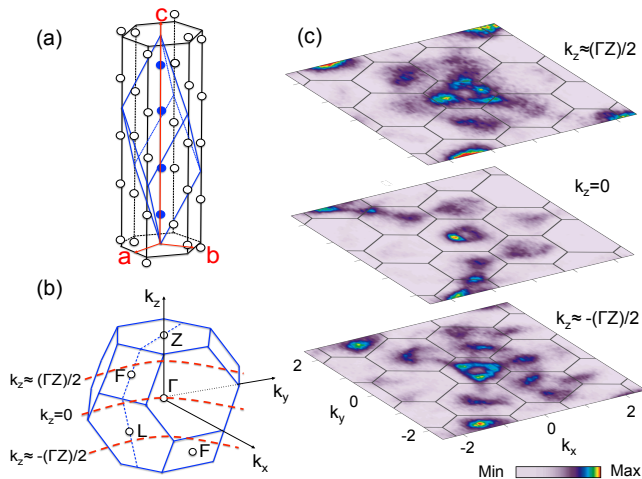 (a)
c
a
b
(b)
k_z
Z
F
Γ
k_y
L
F
k_x
k_z≈ (ΓZ)/2
k_z=0
k_z≈ -(ΓZ)/2
(c)
k_z≈(ΓZ)/2
k_z=0
k_z≈ -(ΓZ)/2
2
0
-2
k_y
-2
0
2
k_x
Min Max